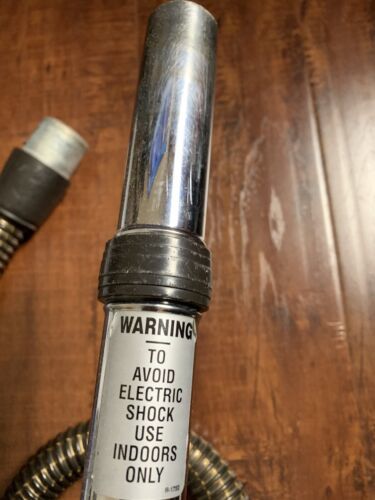 WARNING
TO
AVOID
ELECTRIC
SHOCK
USE
INDOORS
ONLY